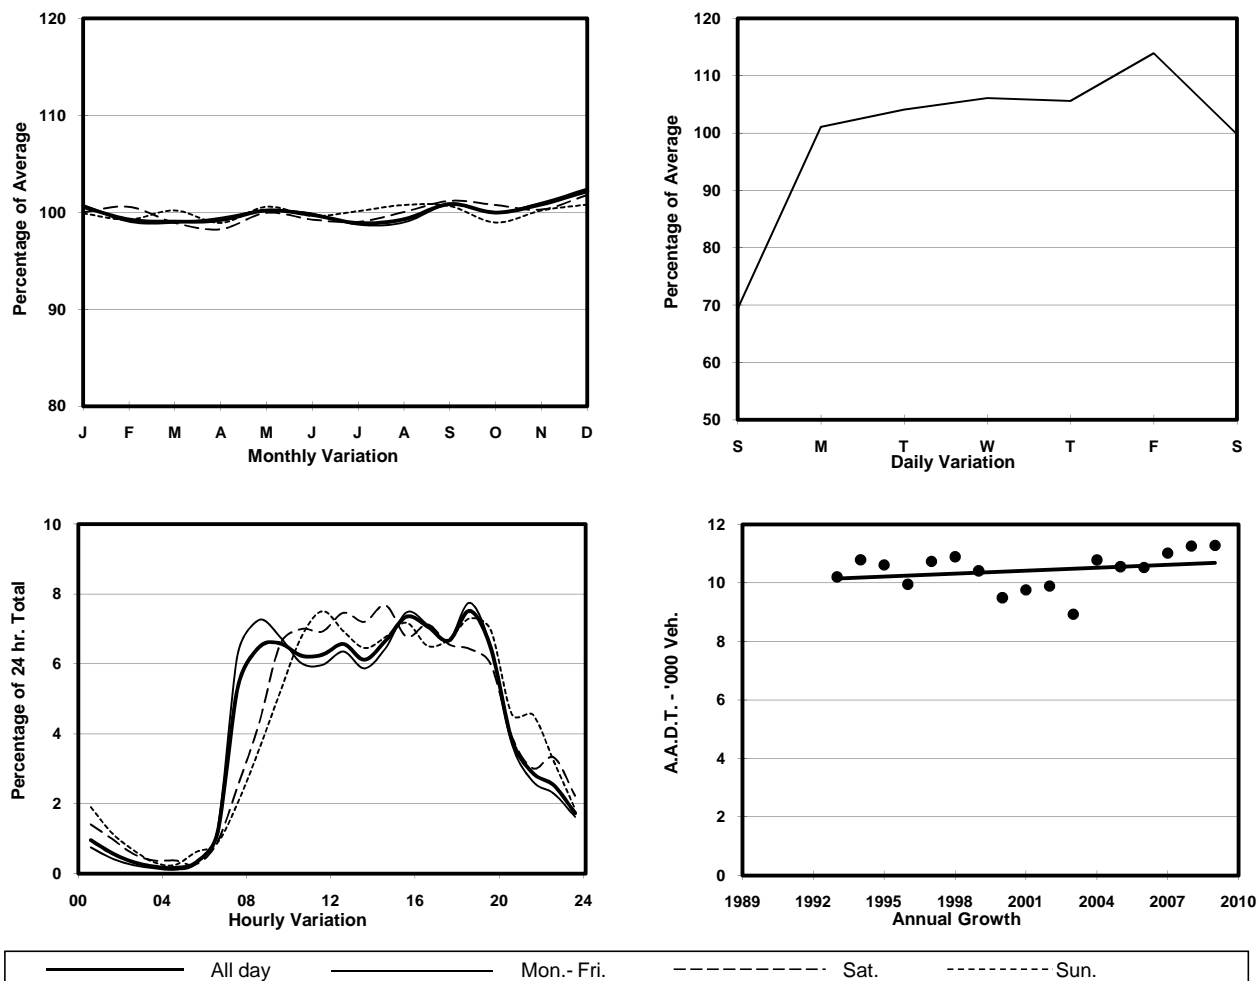 120
110
100
90
80
Percentage of Average
J F M A M J J A S O N D
Monthly Variation
120
110
100
90
80
70
60
50
Percentage of Average
S M T W T F S
Daily Variation
10
8
6
4
2
0
Percentage of 24 hr. Total
00 04 08 12 16 20 24
Hourly Variation
12
10
8
6
4
2
0
A.A.D.T. - '000 Veh.
1989 1992 1995 1998 2001 2004 2007 2010
Annual Growth
All day Mon.- Fri. Sat. Sun.